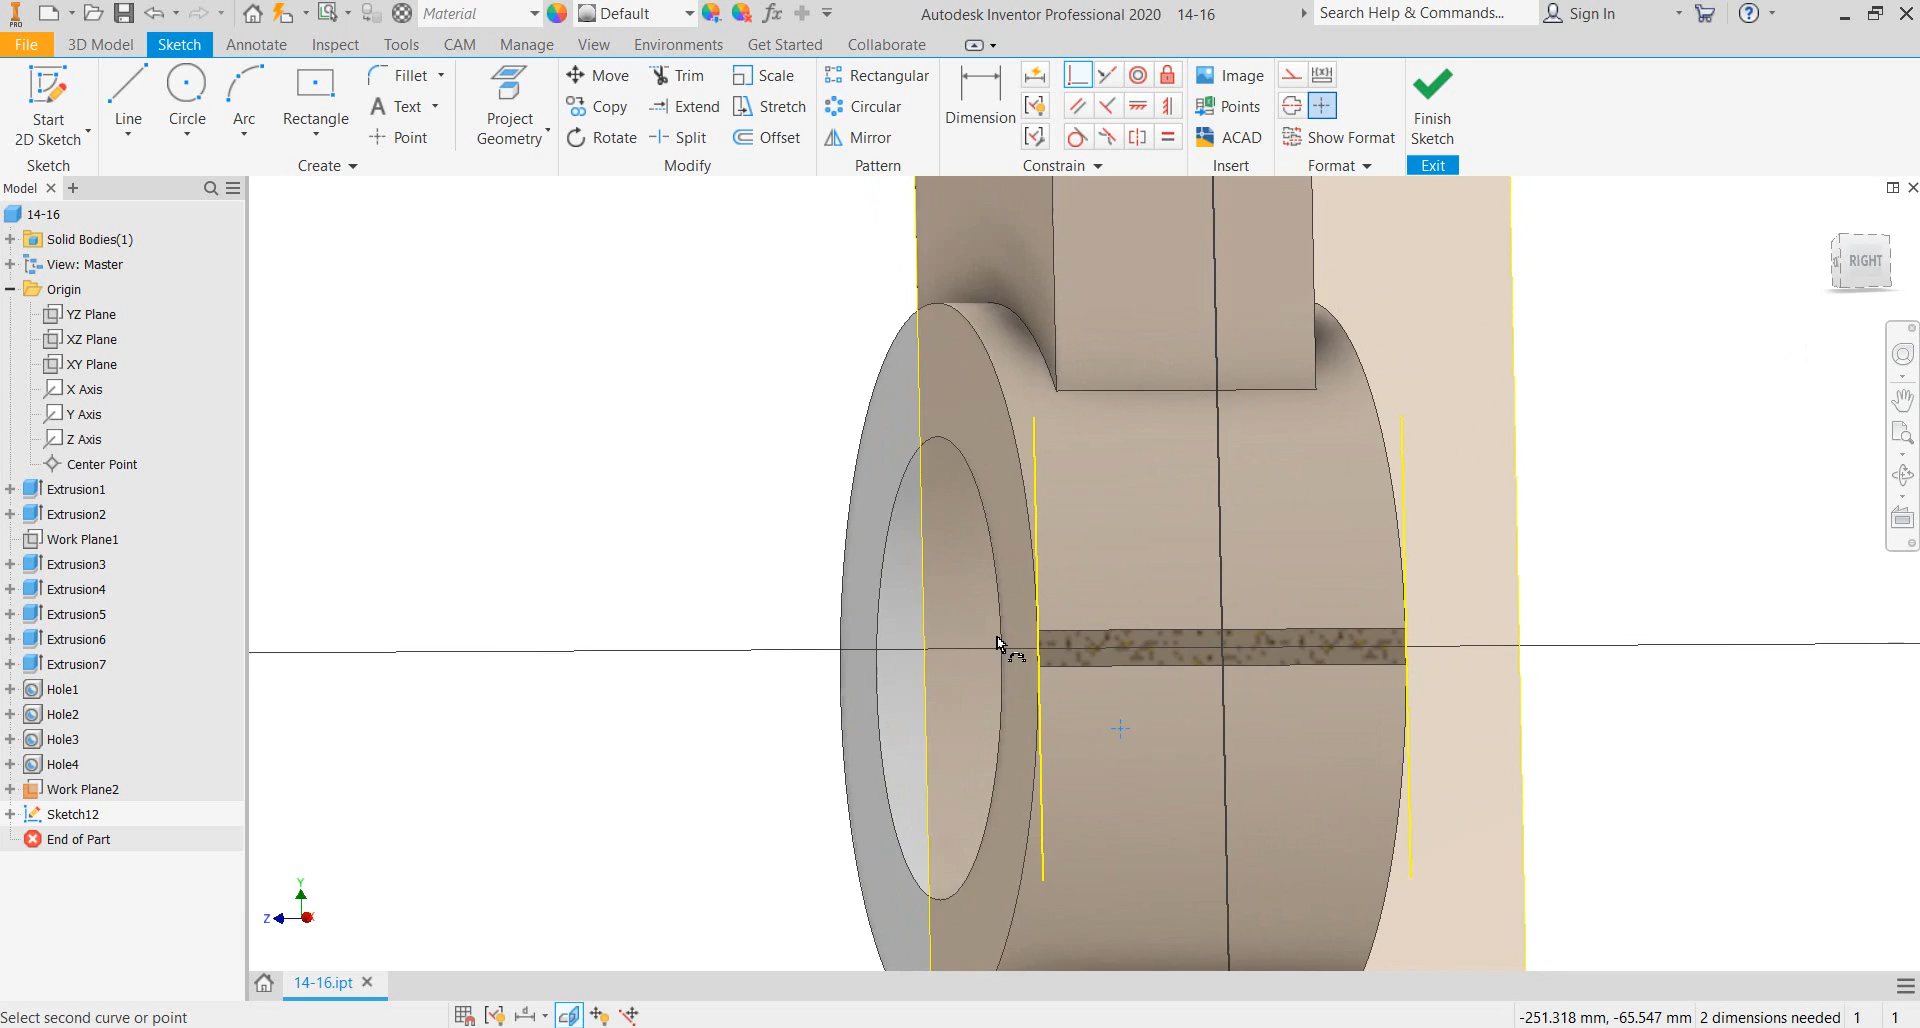 PRO
Material
Default
Autodesk Inventor Professional 2020 14-16
Search Help & Commands...
Sign In
File
3D Model
Sketch
Annotate
Inspect
Tools
CAM
Manage
View
Environments
Get Started
Collaborate
Start
2D Sketch
Sketch
Line
Circle
Arc
Rectangle
Fillet
Text
Point
Create
Project
Geometry
Move
Copy
Rotate
Trim
Extend
Split
Scale
Stretch
Offset
Modify
Rectangular
Circular
Mirror
Pattern
Dimension
Constrain
Image
Points
ACAD
Insert
Show Format
Format
Finish
Sketch
Exit
Model
14-16
Solid Bodies(1)
View: Master
Origin
YZ Plane
XZ Plane
XY Plane
X Axis
Y Axis
Z Axis
Center Point
Extrusion1
Extrusion2
Work Plane1
Extrusion3
Extrusion4
Extrusion5
Extrusion6
Extrusion7
Hole1
Hole2
Hole3
Hole4
Work Plane2
Sketch12
End of Part
RIGHT
Y
Z
14-16.ipt
Select second curve or point
-251.318 mm, -65.547 mm
2 dimensions needed
1
1